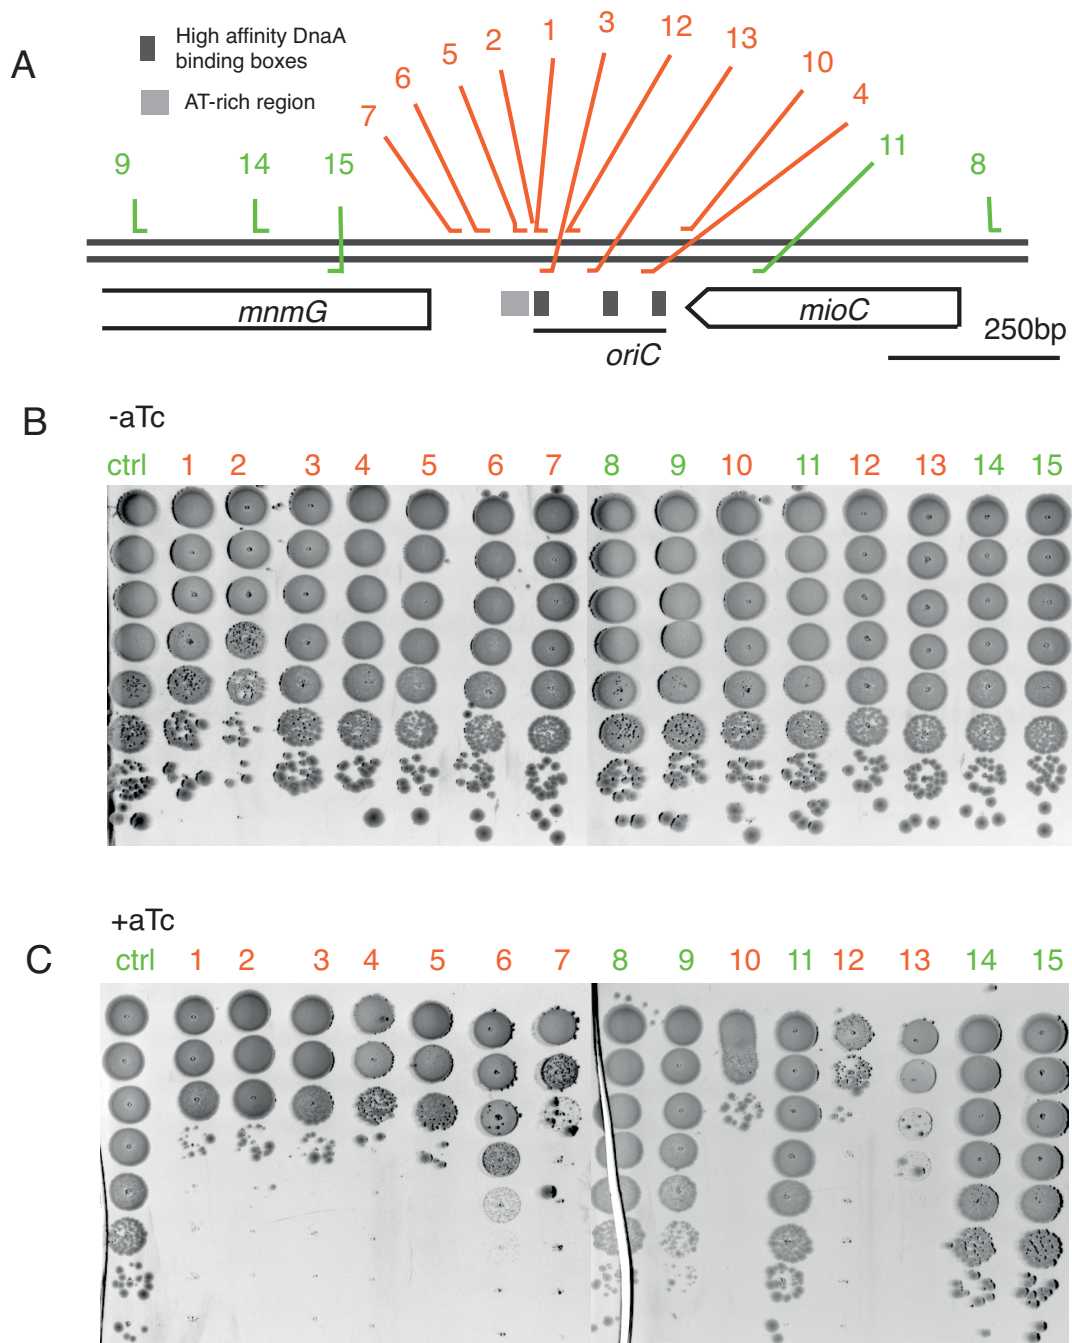 A
High affinity DnaA
binding boxes
AT-rich region
7
6
5
2
1
3
12
13
10
4
11
8
9
14
15
mnmG
oriC
mioC
250bp
B
-aTc
ctrl 1 2 3 4 5 6 7 8 9 10 11 12 13 14 15
+aTc
C
ctrl 1 2 3 4 5 6 7 8 9 10 11 12 13 14 15